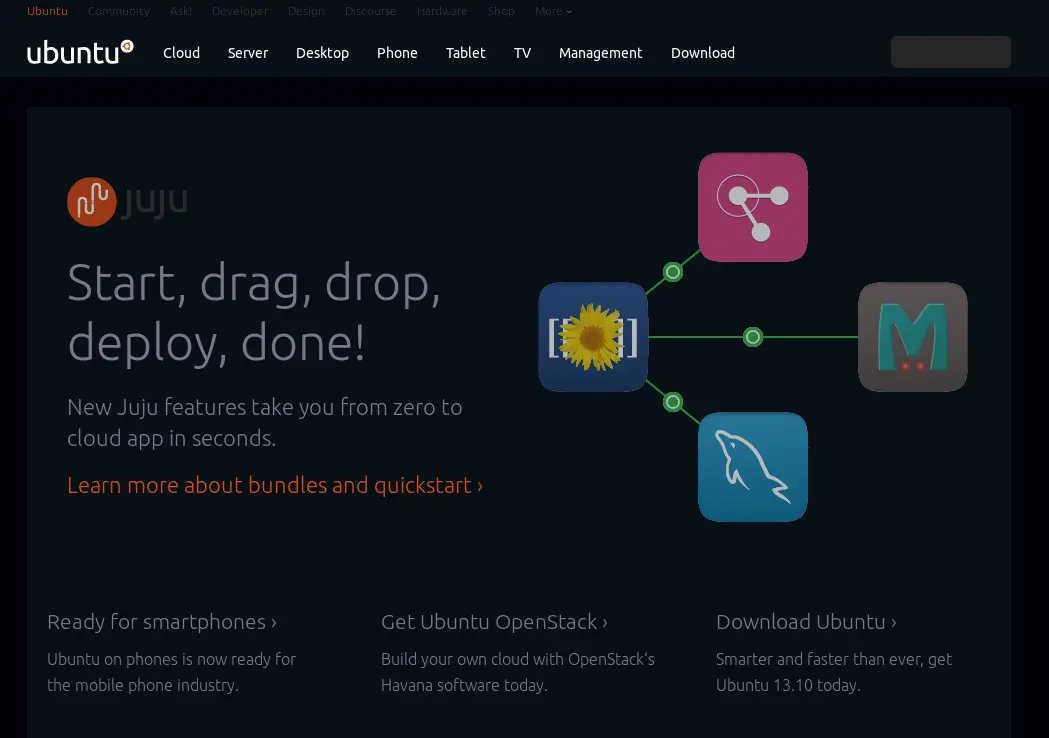 Ubuntu Community Ask! Developer Design Discourse Hardware Shop More
ubuntu Cloud Server Desktop Phone Tablet TV Management Download
juju
Start, drag, drop,
deploy, done!
New Juju features take you from zero to
cloud app in seconds.
Learn more about bundles and quickstart ›
[[ ]]
M
Ready for smartphones ›
Ubuntu on phones is now ready for
the mobile phone industry.
Get Ubuntu OpenStack ›
Build your own cloud with OpenStack's
Havana software today.
Download Ubuntu ›
Smarter and faster than ever, get
Ubuntu 13.10 today.